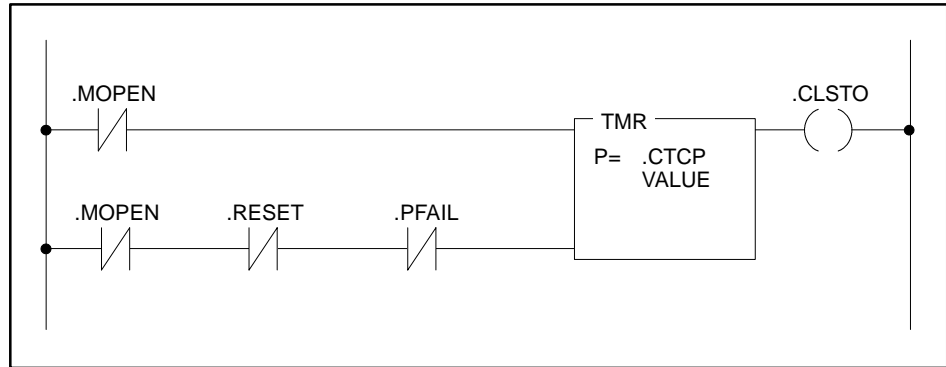 .MOPEN
.CLSTO
TMR
P= .CTCP
VALUE
.MOPEN .RESET .PFAIL